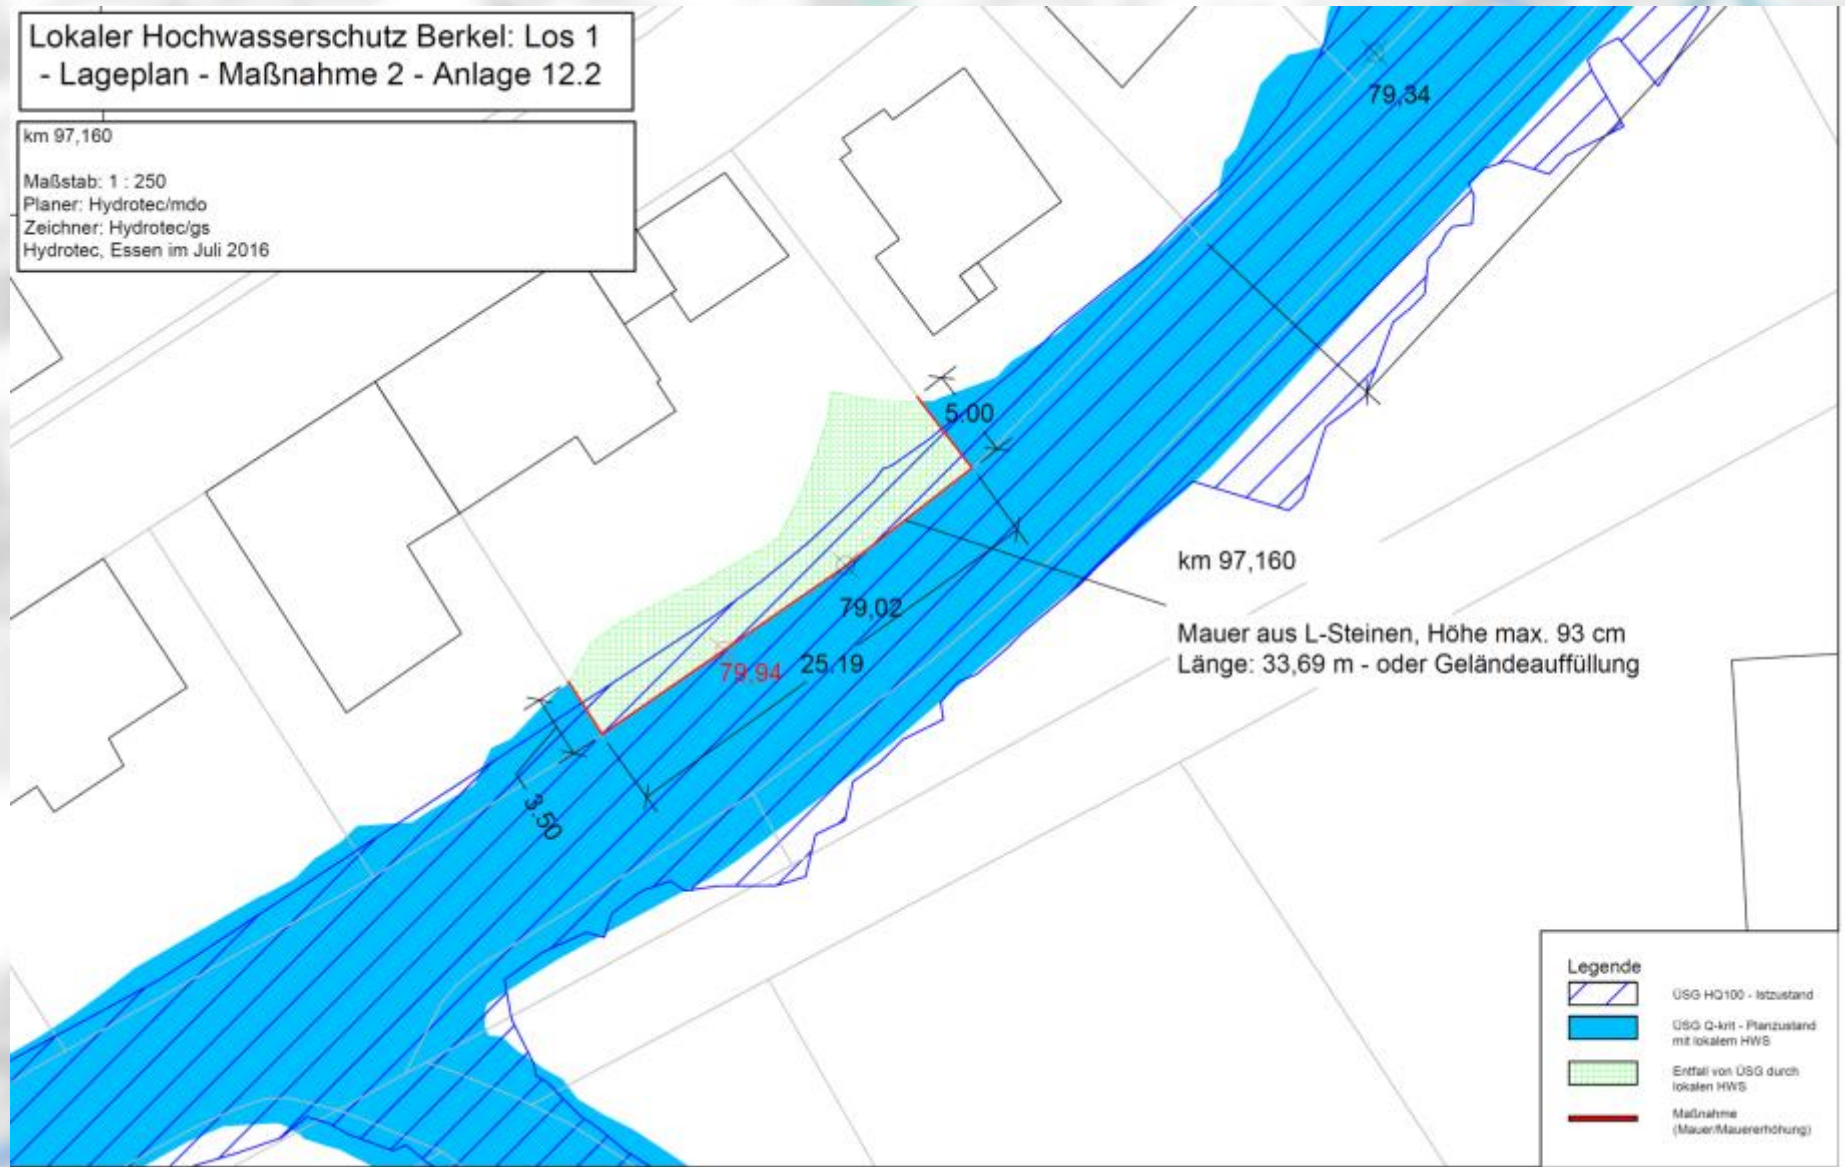 Lokaler Hochwasserschutz Berkel: Los 1
- Lageplan - Maßnahme 2 - Anlage 12.2
km 97,160
Maßstab: 1 : 250
Planer: Hydrotec/mdo
Zeichner: Hydrotec/gs
Hydrotec, Essen im Juli 2016
79,34
5.00
km 97,160
79,02
Mauer aus L-Steinen, Höhe max. 93 cm
Länge: 33,69 m - oder Geländeauffüllung
79,94
25.19
3.50
Legende
ÜSG HQ100 - Istzustand
ÜSG Q-krit - Planzustand
mit lokalem HWS
Entfall von ÜSG durch
lokalen HWS
Maßnahme
(Mauer/Mauererhöhung)